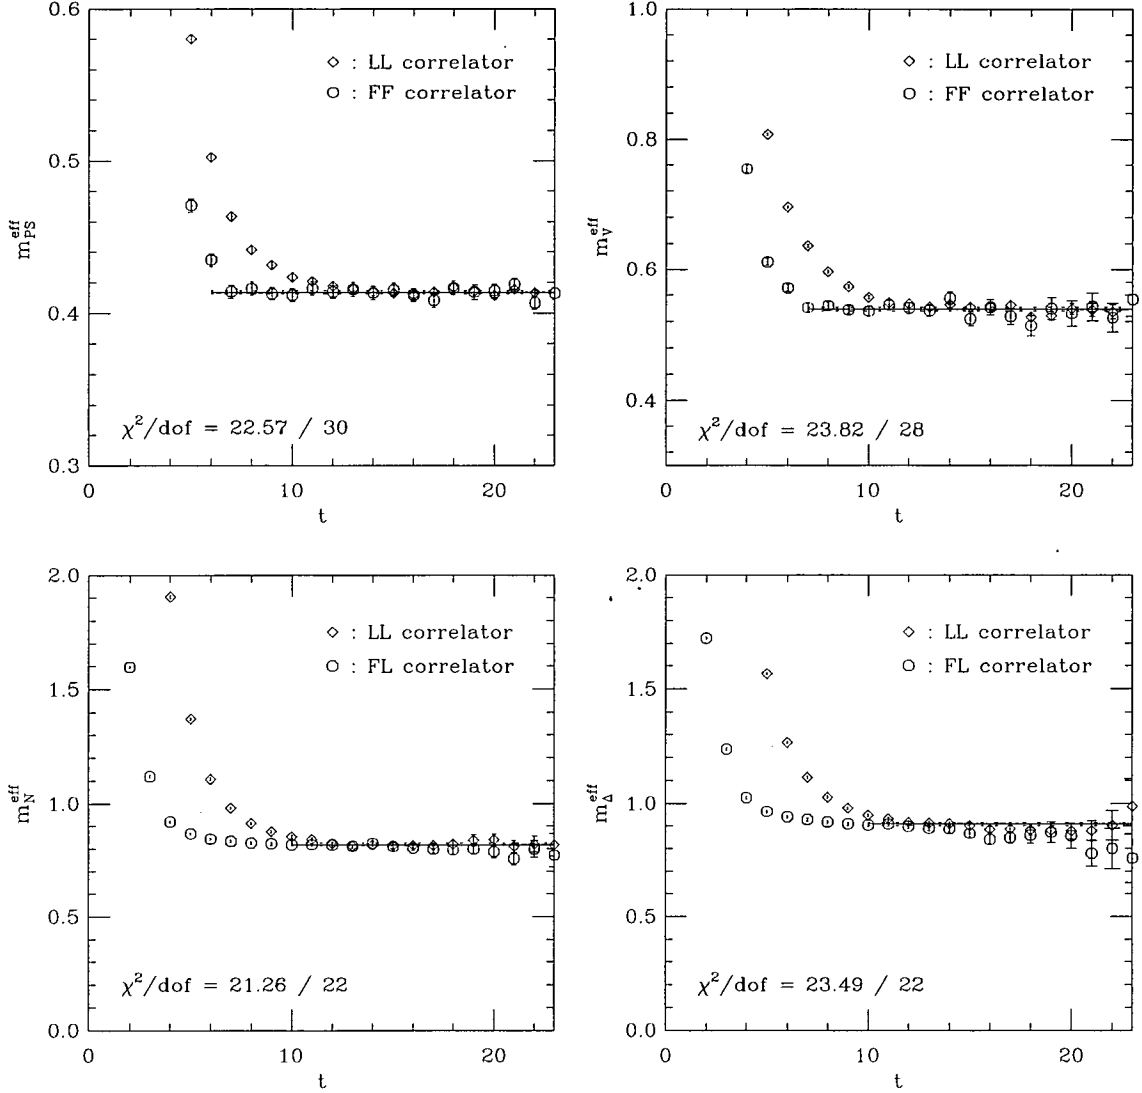 0.6
0.5
0.4
0.3
m_PS^eff
◇ : LL correlator
○ : FF correlator
χ²/dof = 22.57 / 30
0 10 20
t
1.0
0.8
0.6
0.4
m_V^eff
◇ : LL correlator
○ : FF correlator
χ²/dof = 23.82 / 28
0 10 20
t
2.0
1.5
1.0
0.5
0.0
m_N^eff
◇ : LL correlator
○ : FL correlator
χ²/dof = 21.26 / 22
0 10 20
t
2.0
1.5
1.0
0.5
0.0
m_Δ^eff
◇ : LL correlator
○ : FL correlator
χ²/dof = 23.49 / 22
0 10 20
t